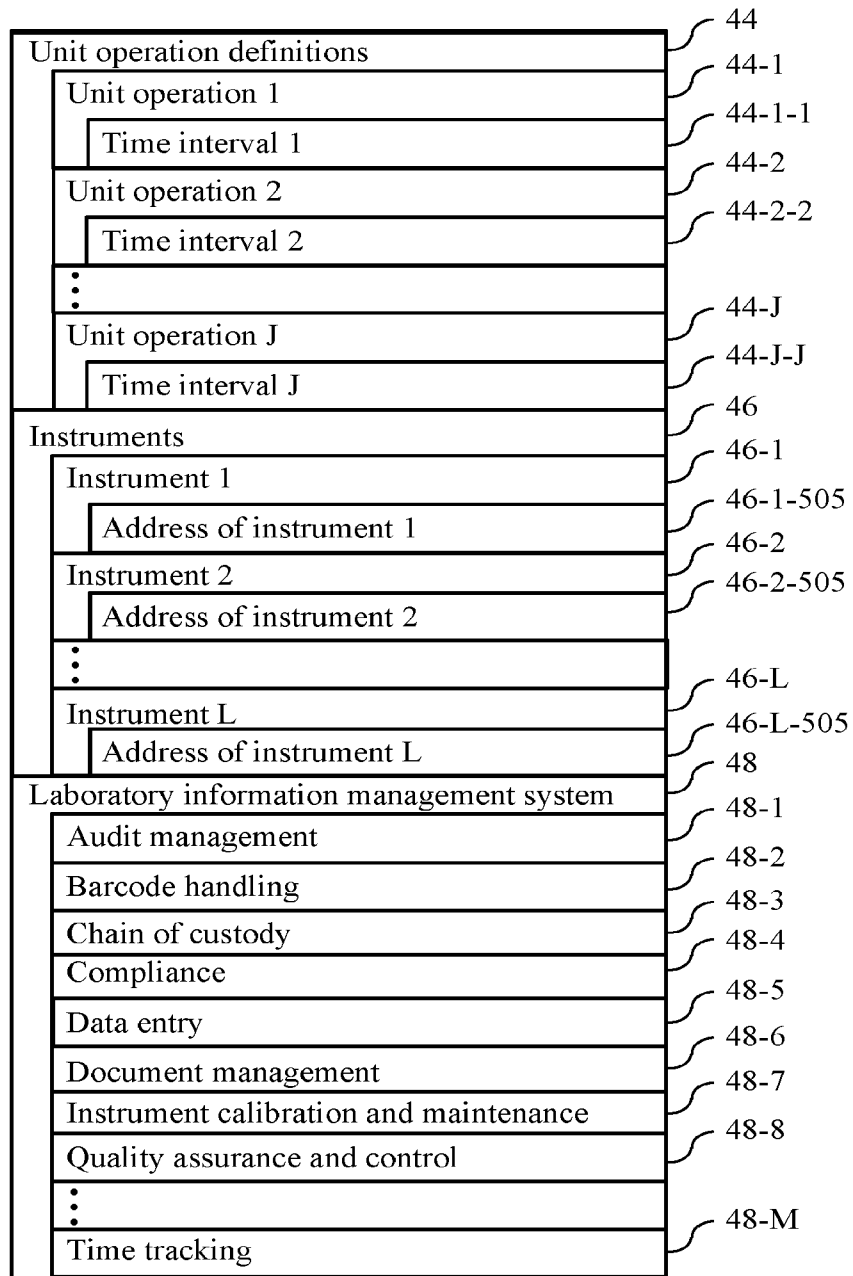 44
Unit operation definitions
44-1
Unit operation 1
44-1-1
Time interval 1
44-2
Unit operation 2
44-2-2
Time interval 2
44-J
Unit operation J
44-J-J
Time interval J
46
Instruments
46-1
Instrument 1
46-1-505
Address of instrument 1
46-2
Instrument 2
46-2-505
Address of instrument 2
46-L
Instrument L
46-L-505
Address of instrument L
48
Laboratry information management system
48-1
Audit management
48-2
Barcode handling
48-3
Chain of custody
48-4
Compliance
48-5
Data entry
48-6
Document management
48-7
Instrument calibration and maintenance
48-8
Quality assurance and control
48-M
Time tracking